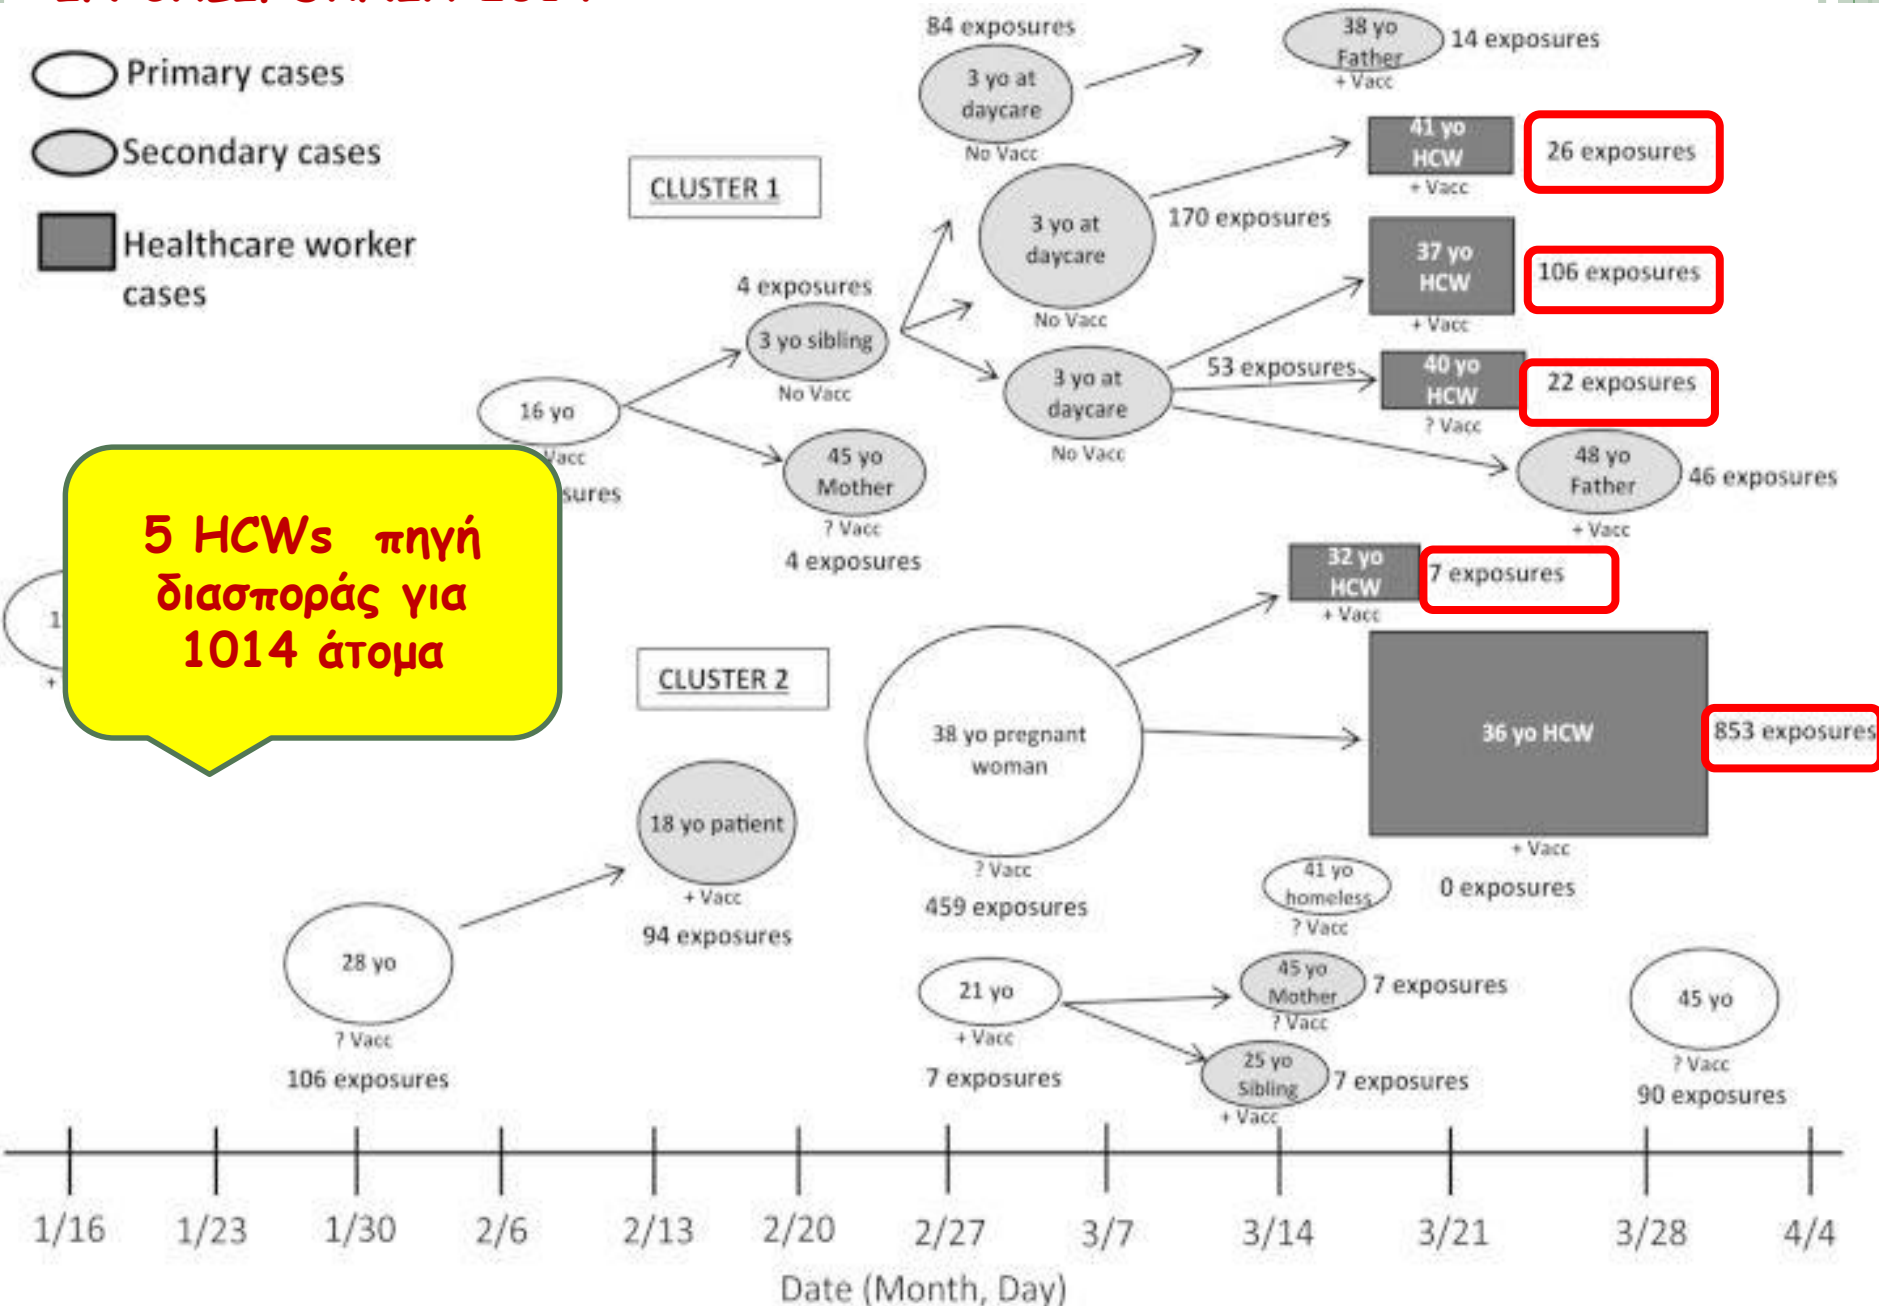 Primary cases
Secondary cases
Healthcare worker
cases
CLUSTER 1
84 exposures
3 yo at
daycare
No Vacc
38 yo
Father
+ Vacc
14 exposures
3 yo at
daycare
No Vacc
170 exposures
41 yo
HCW
+ Vacc
26 exposures
37 yo
HCW
+ Vacc
106 exposures
4 exposures
3 yo sibling
No Vacc
3 yo at
daycare
No Vacc
53 exposures
40 yo
HCW
? Vacc
22 exposures
16 yo
Vacc
sures
45 yo
Mother
? Vacc
4 exposures
48 yo
Father
+ Vacc
46 exposures
5 HCWs πηγή
διασποράς για
1014 άτομα
1
+
CLUSTER 2
32 yo
HCW
+ Vacc
7 exposures
38 yo pregnant
woman
? Vacc
459 exposures
36 yo HCW
+ Vacc
853 exposures
18 yo patient
+ Vacc
94 exposures
41 yo
homeless
? Vacc
0 exposures
28 yo
? Vacc
106 exposures
21 yo
+ Vacc
7 exposures
45 yo
Mother
? Vacc
7 exposures
25 yo
Sibling
+ Vacc
7 exposures
45 yo
? Vacc
90 exposures
1/16 1/23 1/30 2/6 2/13 2/20 2/27 3/7 3/14 3/21 3/28 4/4
Date (Month, Day)